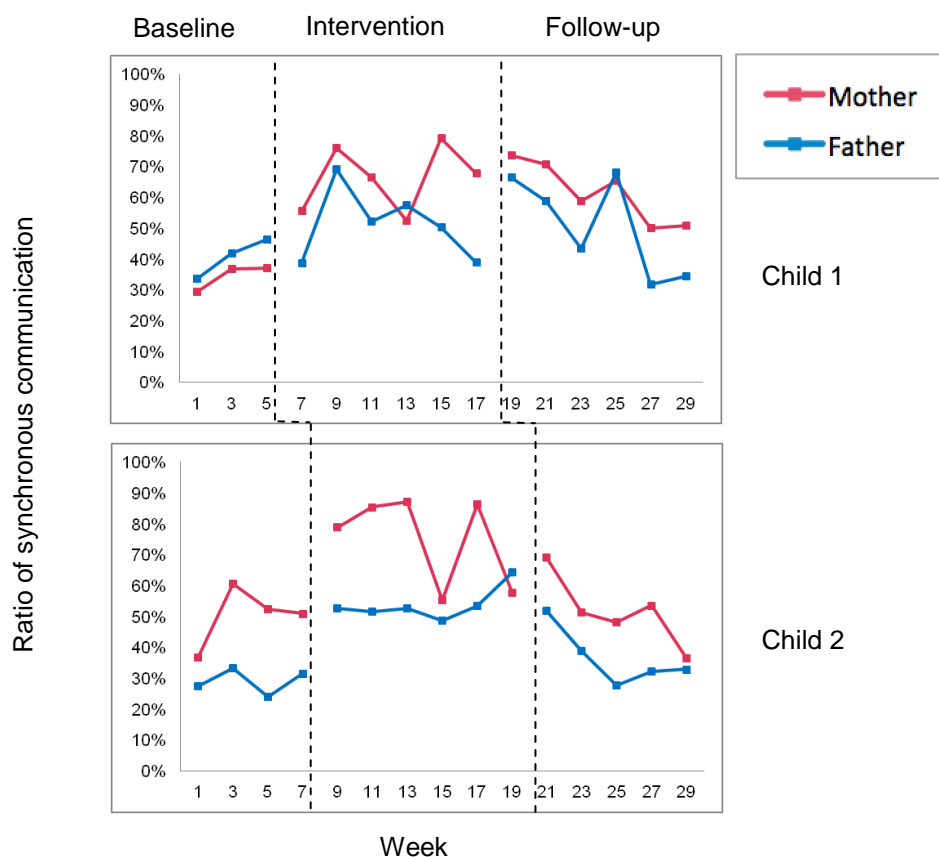 Baseline Intervention Follow-up
100%
90%
80%
70%
60%
50%
40%
30%
20%
10%
0%
1 3 5 7 9 11 13 15 17 19 21 23 25 27 29
Mother
Father
Child 1
Ratio of synchronous communication
100%
90%
80%
70%
60%
50%
40%
30%
20%
10%
0%
1 3 5 7 9 11 13 15 17 19 21 23 25 27 29
Child 2
Week